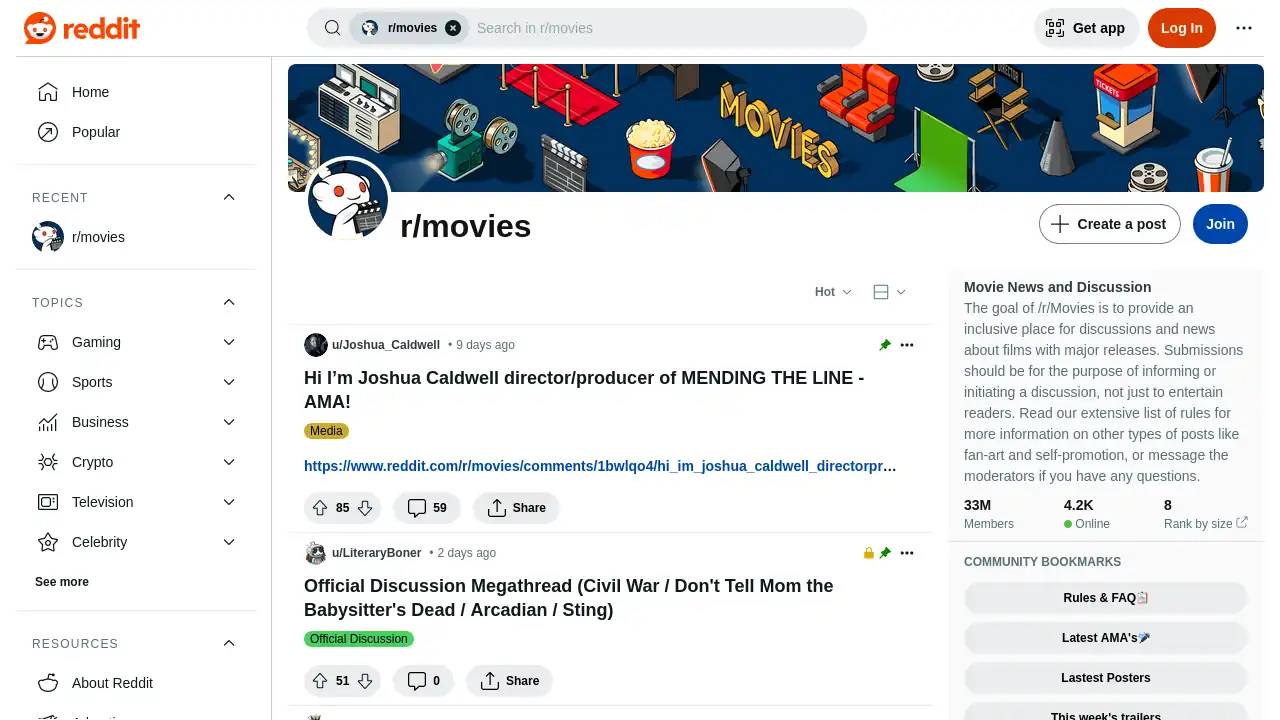 reddit
r/movies
Search in r/movies
Get app
Log In
Home
Popular
RECENT
r/movies
TOPICS
Gaming
Sports
Business
Crypto
Television
Celebrity
See more
RESOURCES
About Reddit
MOVIES
DIRECTOR
TICKETS
r/movies
Create a post
Join
Hot
u/Joshua_Caldwell • 9 days ago
Hi I’m Joshua Caldwell director/producer of MENDING THE LINE -
AMA!
Media
https://www.reddit.com/r/movies/comments/1bwlqo4/hi_im_joshua_caldwell_directorpr...
85
59
Share
u/LiteraryBoner • 2 days ago
Official Discussion Megathread (Civil War / Don't Tell Mom the
Babysitter's Dead / Arcadian / Sting)
Official Discussion
51
0
Share
Movie News and Discussion
The goal of /r/Movies is to provide an
inclusive place for discussions and news
about films with major releases. Submissions
should be for the purpose of informing or
initiating a discussion, not just to entertain
readers. Read our extensive list of rules for
more information on other types of posts like
fan-art and self-promotion, or message the
moderators if you have any questions.
33M
Members
4.2K
Online
8
Rank by size
COMMUNITY BOOKMARKS
Rules & FAQ
Latest AMA's
Lastest Posters
This week's trailers